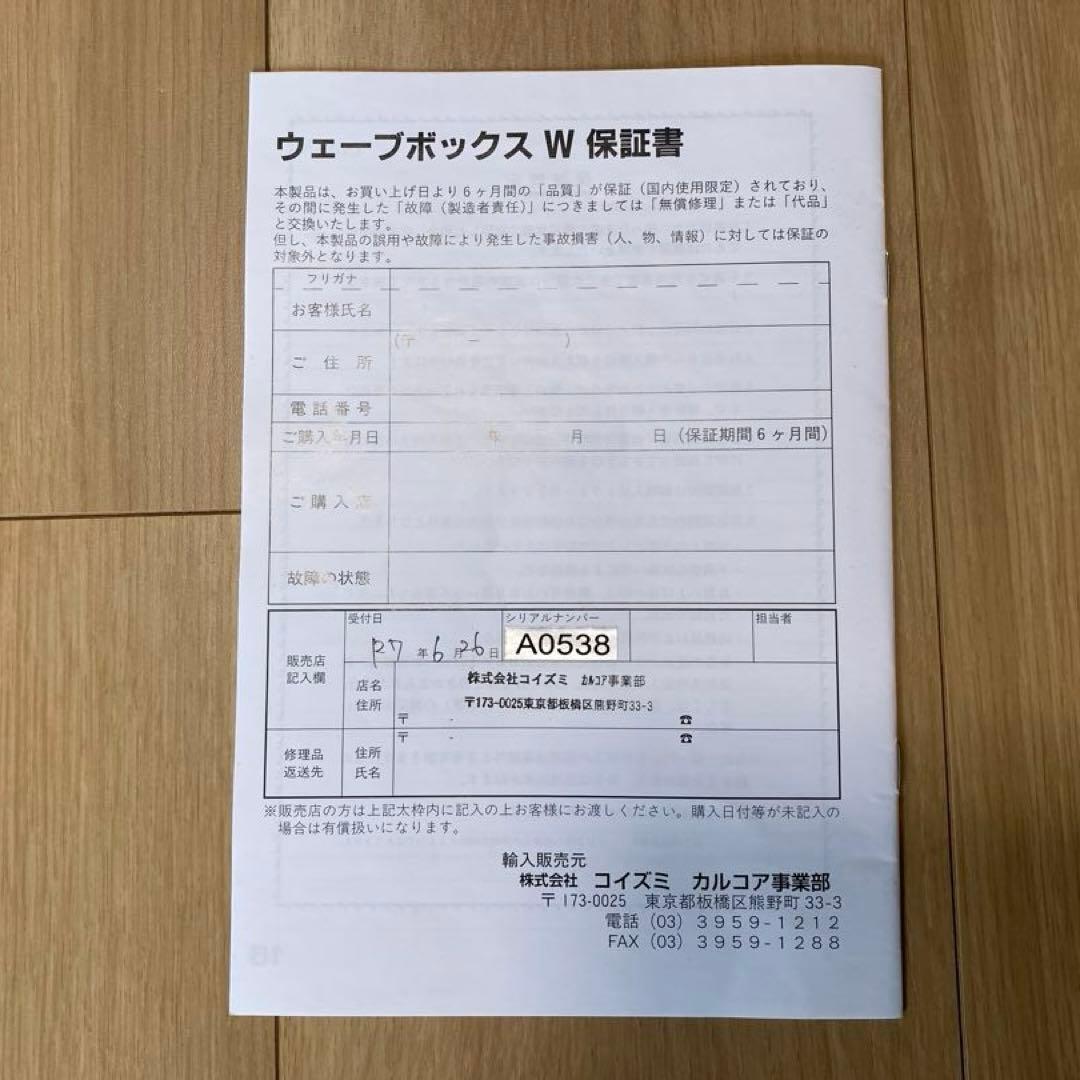 ウェーブボックス W 保証書
本製品は、お買い上げ日より6ヶ月間の「品質」が保証（国内使用限定）されており、
その間に発生した「故障（製造者責任）」につきましては「無償修理」または「代品」
と交換いたします。
但し、本製品の誤用や故障により発生した事故損害（人、物、情報）に対しては保証の
対象外となります。
フリガナ
お客様氏名
ご住所 （〒 － ）
電話番号
ご購入年月日 年 月 日（保証期間6ヶ月間）
ご購入店
故障の状態
販売店
記入欄
受付日 シリアルナンバー 担当者
R7 年 6 月 26 日 A0538
店名 株式会社コイズミ カルコア事業部
住所 〒173-0025東京都板橋区熊野町33-3
〒 - ☎
修理品
返送先
住所 〒 - ☎
氏名
※販売店の方は上記太枠内に記入の上お客様にお渡しください。購入日付等が未記入の
場合は有償扱いになります。
輸入販売元
株式会社 コイズミ カルコア事業部
〒173-0025 東京都板橋区熊野町33-3
電話（03）3959-1212
FAX（03）3959-1288